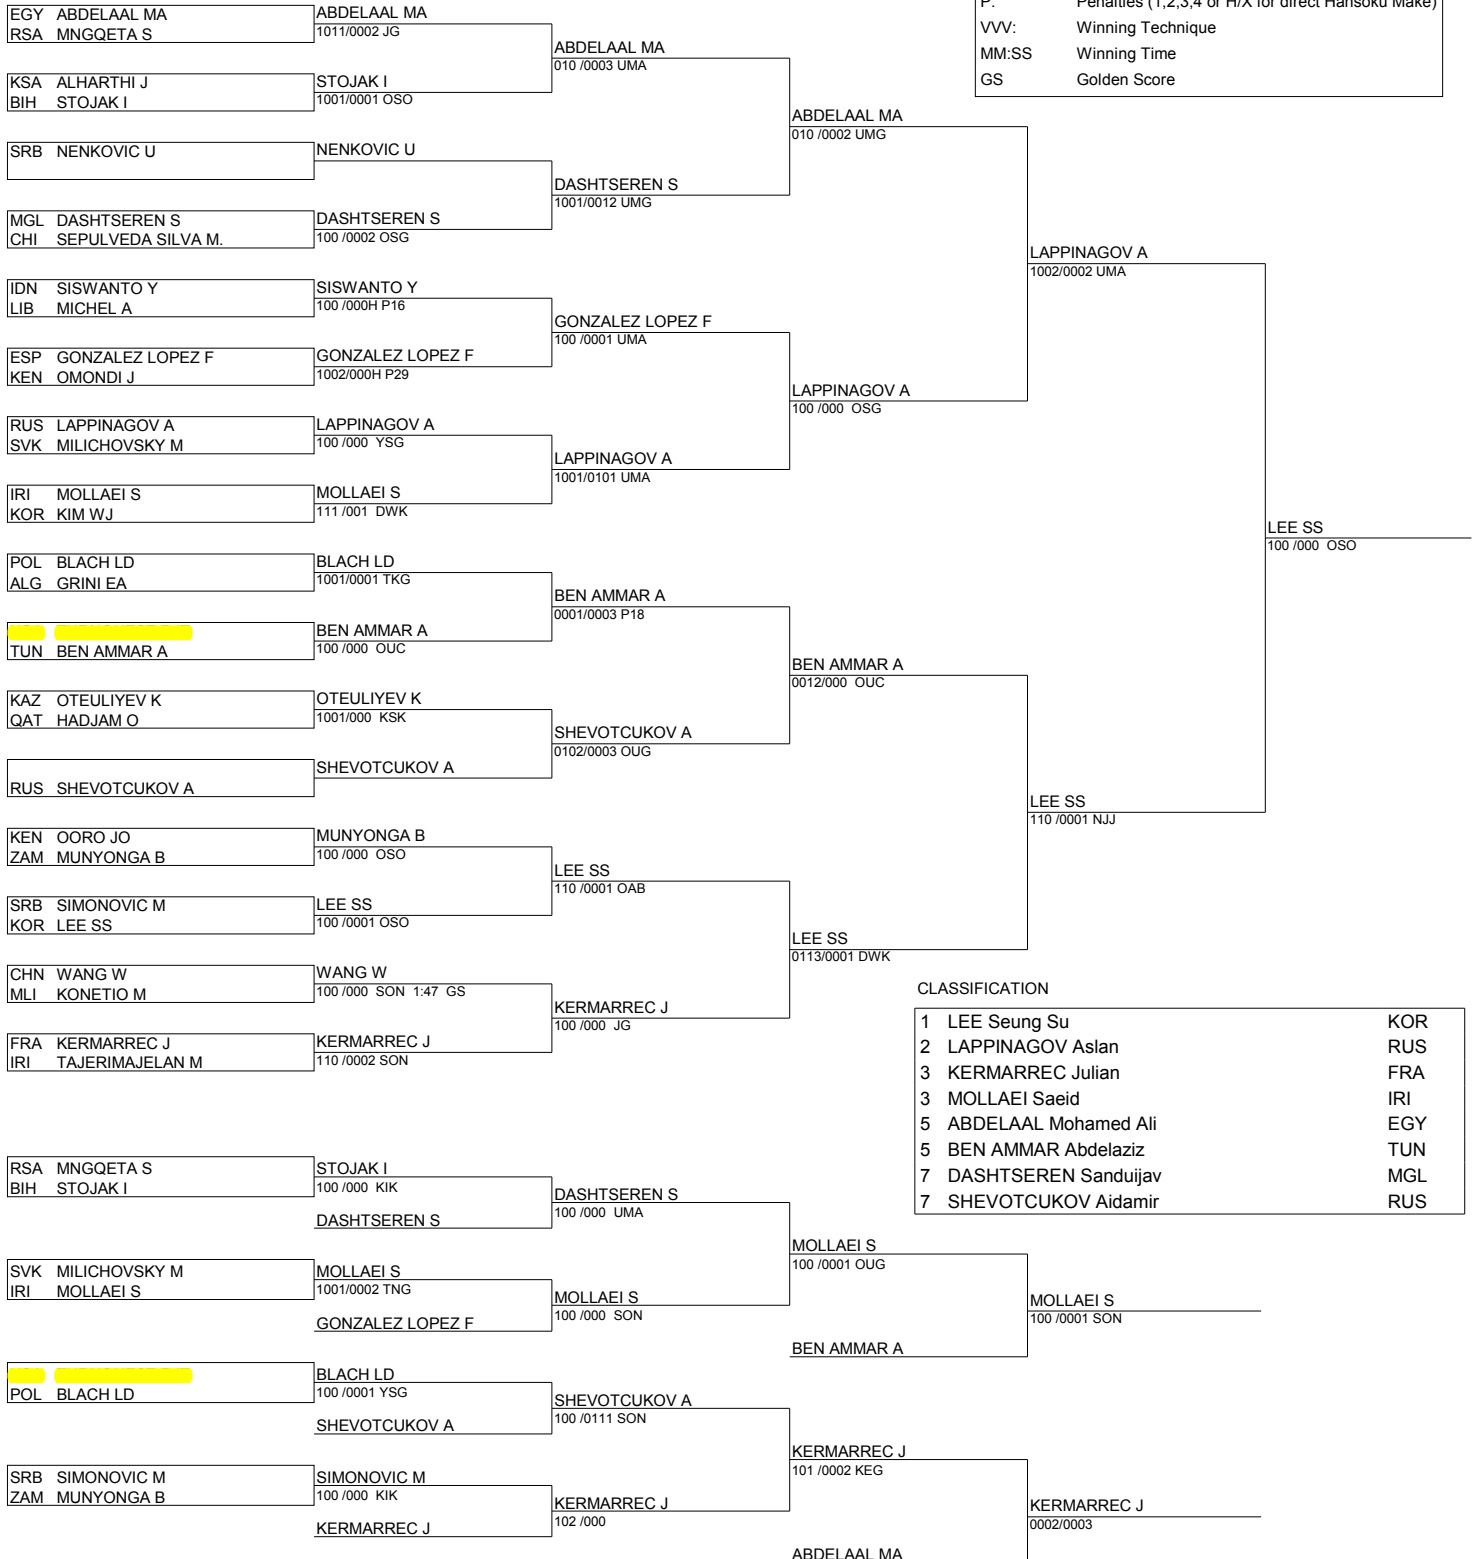 P: Penalties (1,2,3,4 or H/X for direct Hansoku Make)
VVV: Winning Technique
MM:SS Winning Time
GS Golden Score
EGY ABDELAAL MA
RSA MNGQETA S
ABDELAAL MA
1011/0002 JG
ABDELAAL MA
010 /0003 UMA
KSA ALHARTHI J
BIH STOJAK I
STOJAK I
1001/0001 OSO
ABDELAAL MA
010 /0002 UMG
SRB NENKOVIC U
NENKOVIC U
DASHTSEREN S
1001/0012 UMG
MGL DASHTSEREN S
CHI SEPULVEDA SILVA M.
DASHTSEREN S
100 /0002 OSG
LAPPINAGOV A
1002/0002 UMA
IDN SISWANTO Y
LIB MICHEL A
SISWANTO Y
100 /000H P16
GONZALEZ LOPEZ F
100 /0001 UMA
ESP GONZALEZ LOPEZ F
KEN OMONDI J
GONZALEZ LOPEZ F
1002/000H P29
LAPPINAGOV A
100 /000 OSG
RUS LAPPINAGOV A
SVK MILICHOVSKY M
LAPPINAGOV A
100 /000 YSG
LAPPINAGOV A
1001/0101 UMA
IRI MOLLAEI S
KOR KIM WJ
MOLLAEI S
111 /001 DWK
LEE SS
100 /000 OSO
POL BLACH LD
ALG GRINI EA
BLACH LD
1001/0001 TKG
BEN AMMAR A
0001/0003 P18
TUN BEN AMMAR A
BEN AMMAR A
100 /000 OUC
BEN AMMAR A
0012/000 OUC
KAZ OTEULIYEV K
QAT HADJAM O
OTEULIYEV K
1001/000 KSK
SHEVOTCUKOV A
0102/0003 OUG
RUS SHEVOTCUKOV A
SHEVOTCUKOV A
LEE SS
110 /0001 NJJ
KEN OORO JO
ZAM MUNYONGA B
MUNYONGA B
100 /000 OSO
LEE SS
110 /0001 OAB
SRB SIMONOVIC M
KOR LEE SS
LEE SS
100 /0001 OSO
LEE SS
0113/0001 DWK
CHN WANG W
MLI KONETIO M
WANG W
100 /000 SON 1:47 GS
KERMARREC J
100 /000 JG
FRA KERMARREC J
IRI TAJERIMAJELAN M
KERMARREC J
110 /0002 SON
CLASSIFICATION
1 LEE Seung Su KOR
2 LAPPINAGOV Aslan RUS
3 KERMARREC Julian FRA
3 MOLLAEI Saeid IRI
5 ABDELAAL Mohamed Ali EGY
5 BEN AMMAR Abdelaziz TUN
7 DASHTSEREN Sanduijav MGL
7 SHEVOTCUKOV Aidamir RUS
RSA MNGQETA S
BIH STOJAK I
STOJAK I
100 /000 KIK
DASHTSEREN S
DASHTSEREN S
100 /000 UMA
MOLLAEI S
100 /0001 OUG
SVK MILICHOVSKY M
IRI MOLLAEI S
MOLLAEI S
1001/0002 TNG
GONZALEZ LOPEZ F
MOLLAEI S
100 /000 SON
MOLLAEI S
100 /0001 SON
BEN AMMAR A
POL BLACH LD
BLACH LD
100 /0001 YSG
SHEVOTCUKOV A
SHEVOTCUKOV A
100 /0111 SON
KERMARREC J
101 /0002 KEG
SRB SIMONOVIC M
ZAM MUNYONGA B
SIMONOVIC M
100 /000 KIK
KERMARREC J
KERMARREC J
102 /000
KERMARREC J
0002/0003
ABDELAAL MA